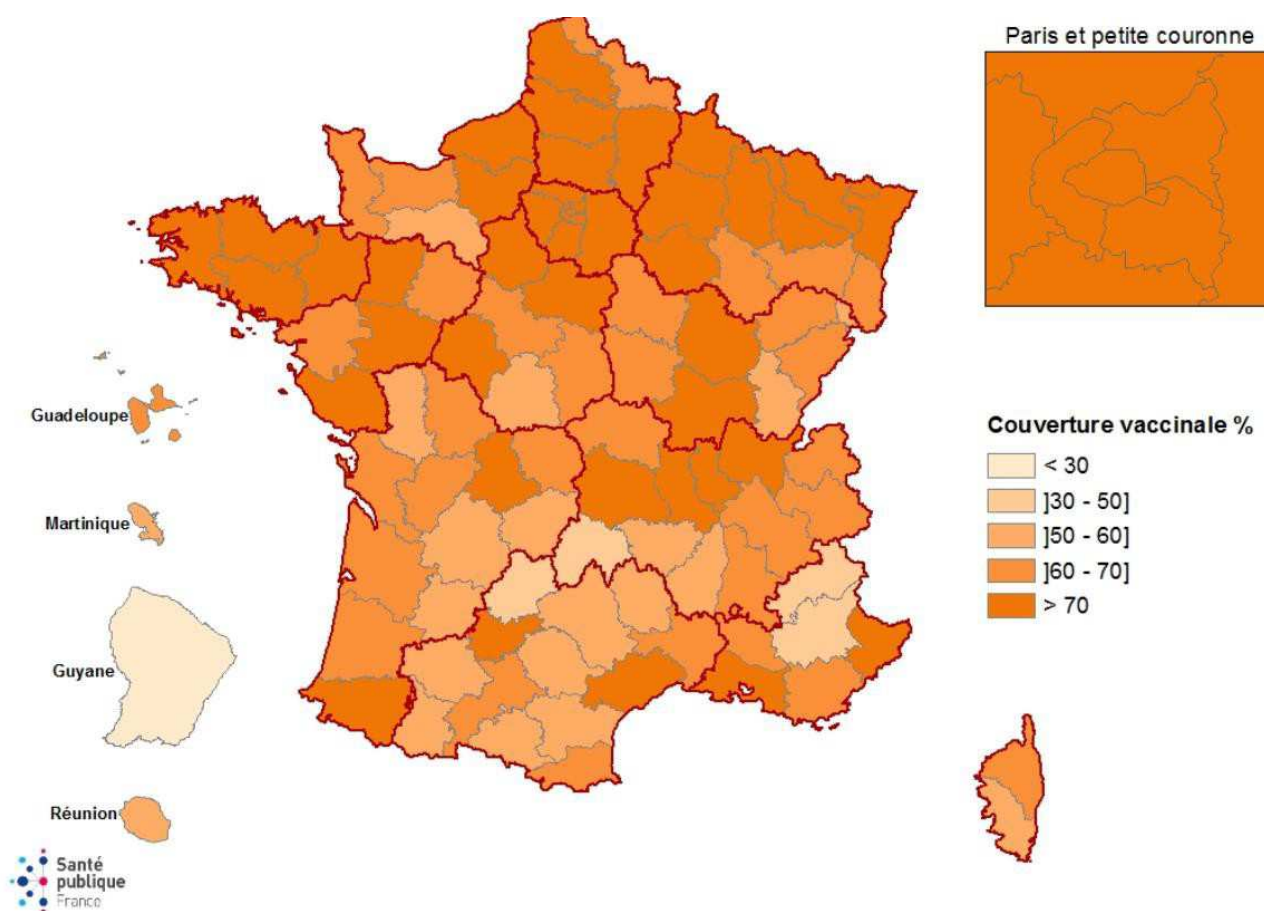 Paris et petite couronne
Guadeloupe
Martinique
Guyane
Réunion
Couverture vaccinale %
< 30
]30 - 50]
]50 - 60]
]60 - 70]
> 70
Santé
publique
France